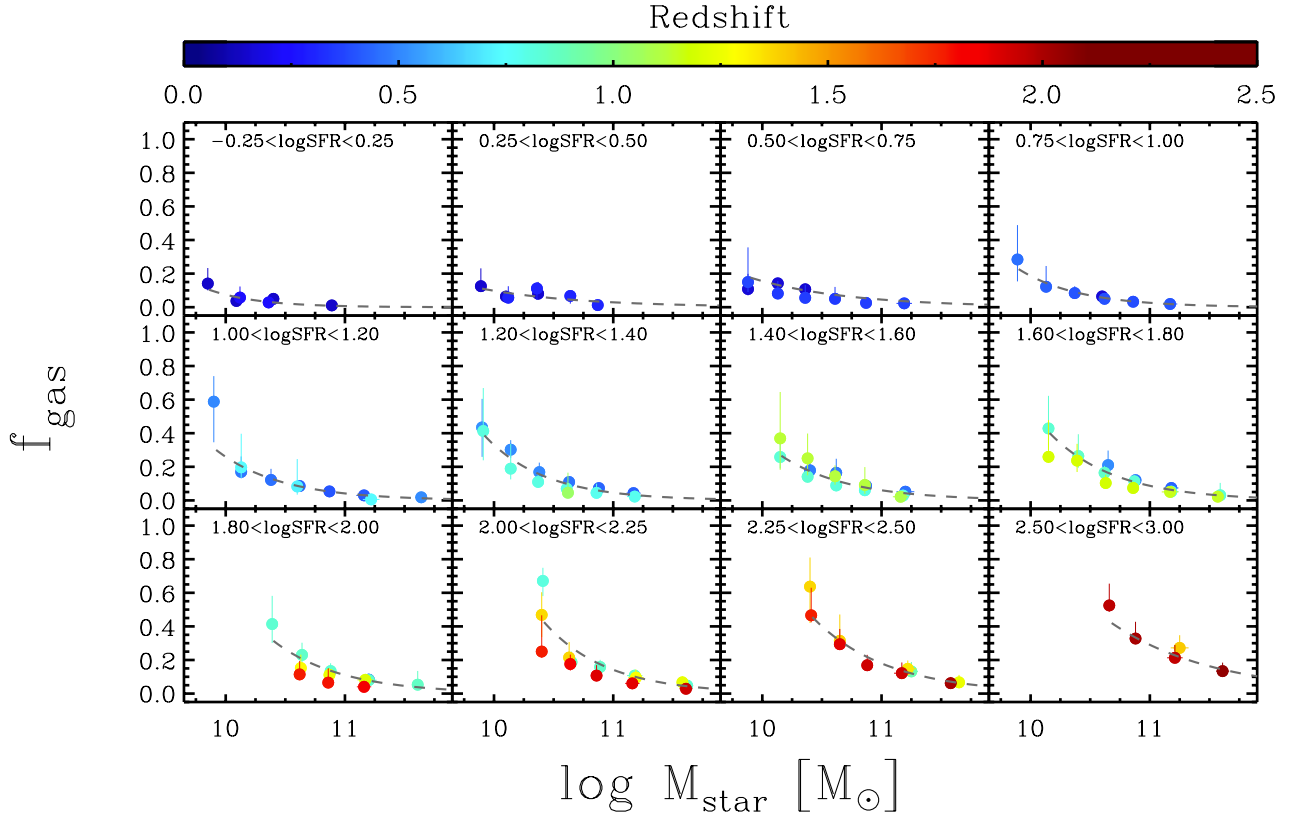 Redshift
0.0 0.5 1.0 1.5 2.0 2.5
1.0 −0.25<logSFR<0.25 0.25<logSFR<0.50 0.50<logSFR<0.75 0.75<logSFR<1.00
0.8
0.6
0.4
0.2
0.0
1.0 1.00<logSFR<1.20 1.20<logSFR<1.40 1.40<logSFR<1.60 1.60<logSFR<1.80
0.8
0.6
0.4
0.2
0.0
1.0 1.80<logSFR<2.00 2.00<logSFR<2.25 2.25<logSFR<2.50 2.50<logSFR<3.00
0.8
0.6
0.4
0.2
0.0
10 11 10 11 10 11 10 11
f_gas
log M_star [M_⊙]